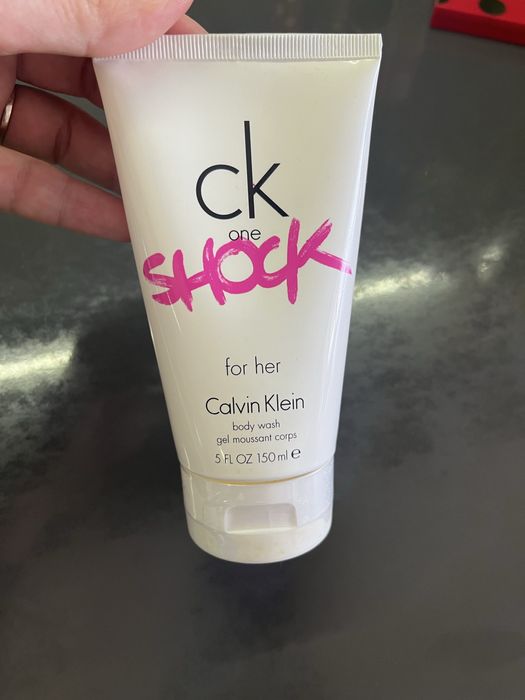 ck
one
SHOCK
for her
Calvin Klein
body wash
gel moussant corps
5 FL OZ 150 ml ℮